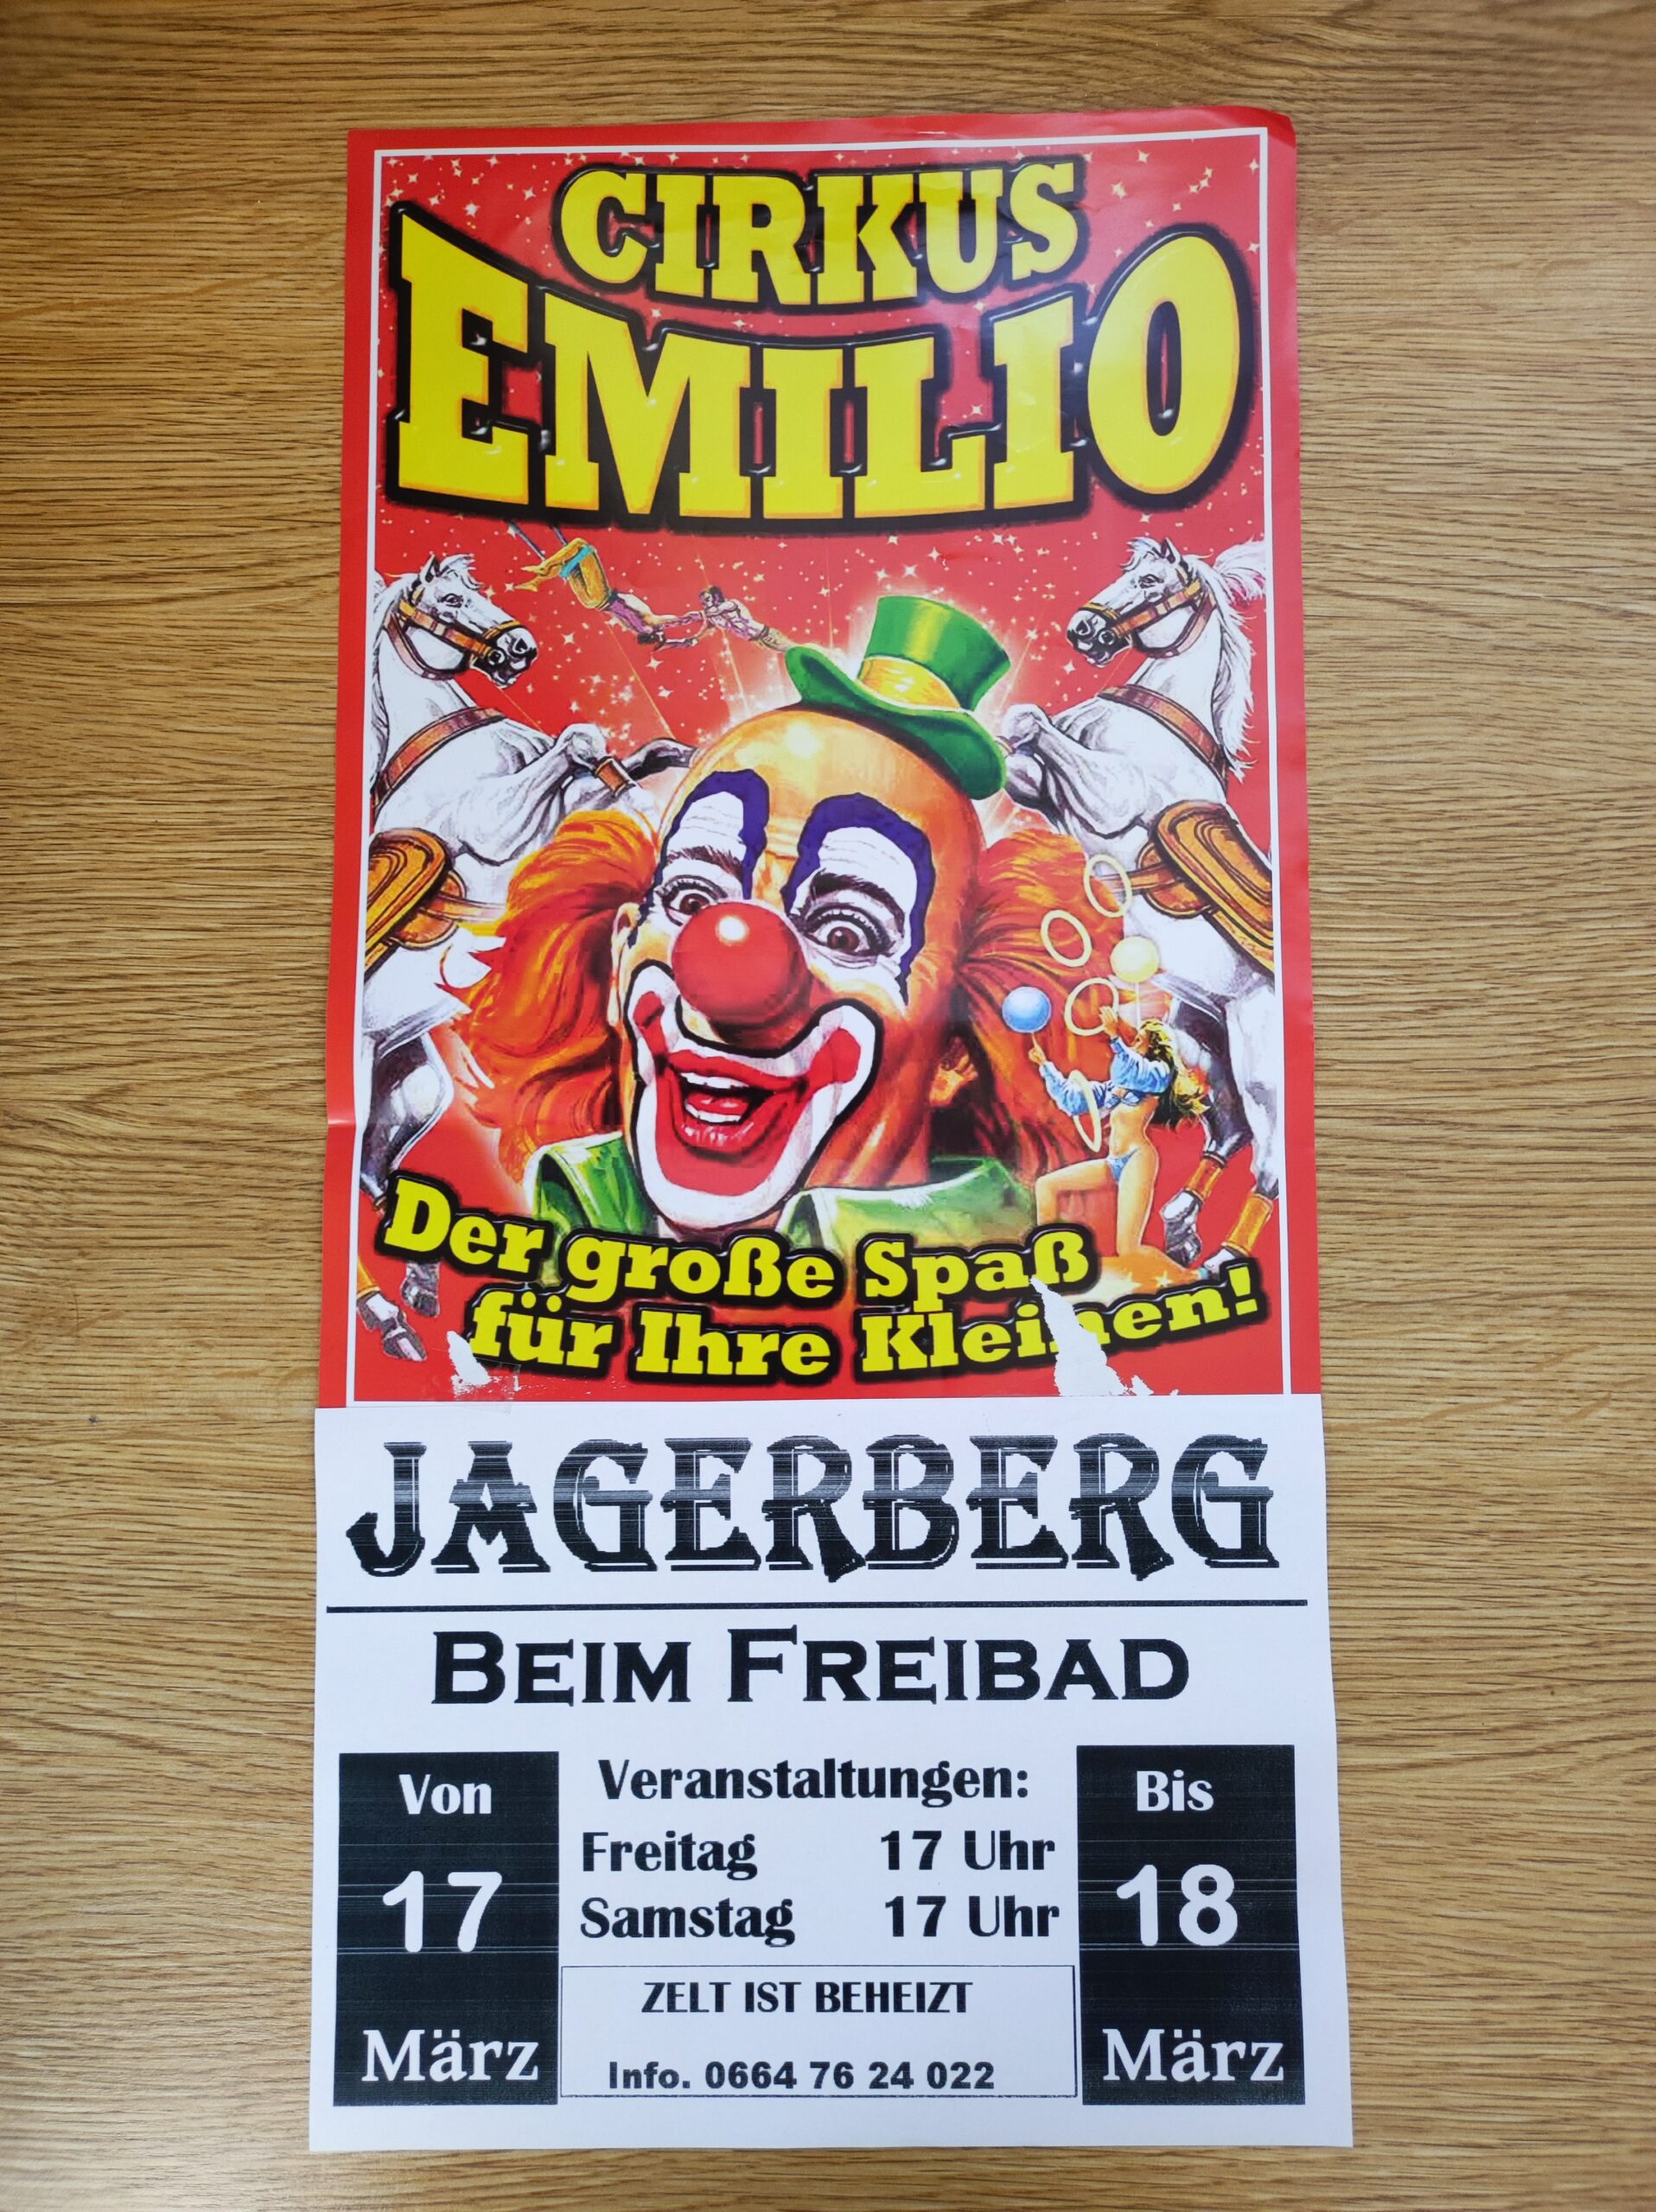 CIRKUS
EMILIO
Der große Spaß
für Ihre Kleinen!
JAGERBERG
BEIM FREIBAD
Von
17
März
Veranstaltungen:
Freitag 17 Uhr
Samstag 17 Uhr
ZELT IST BEHEIZT
Info. 0664 76 24 022
Bis
18
März